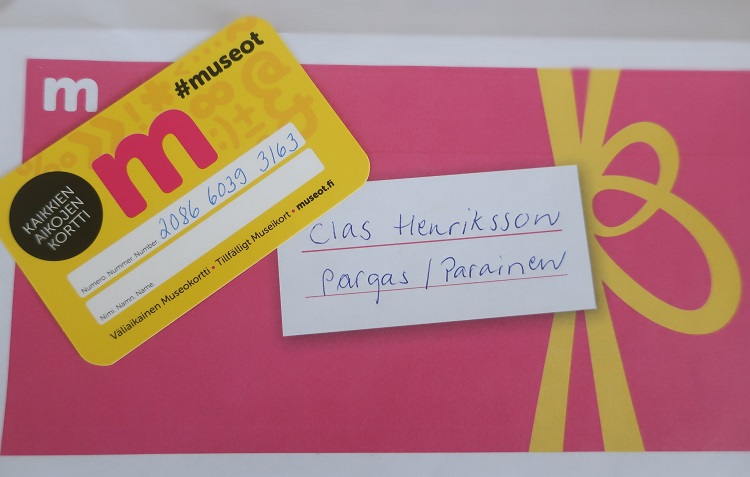 m
#museot
m
KAIKKIEN
AIKOJEN
KORTTI
Numero. Nummer. Number. 2086 6039 3163
Nimi. Namn. Name.
Väliaikainen Museokortti • Tillfälligt Museikort • museot.fi
Clas Henriksson
Pargas / Parainen